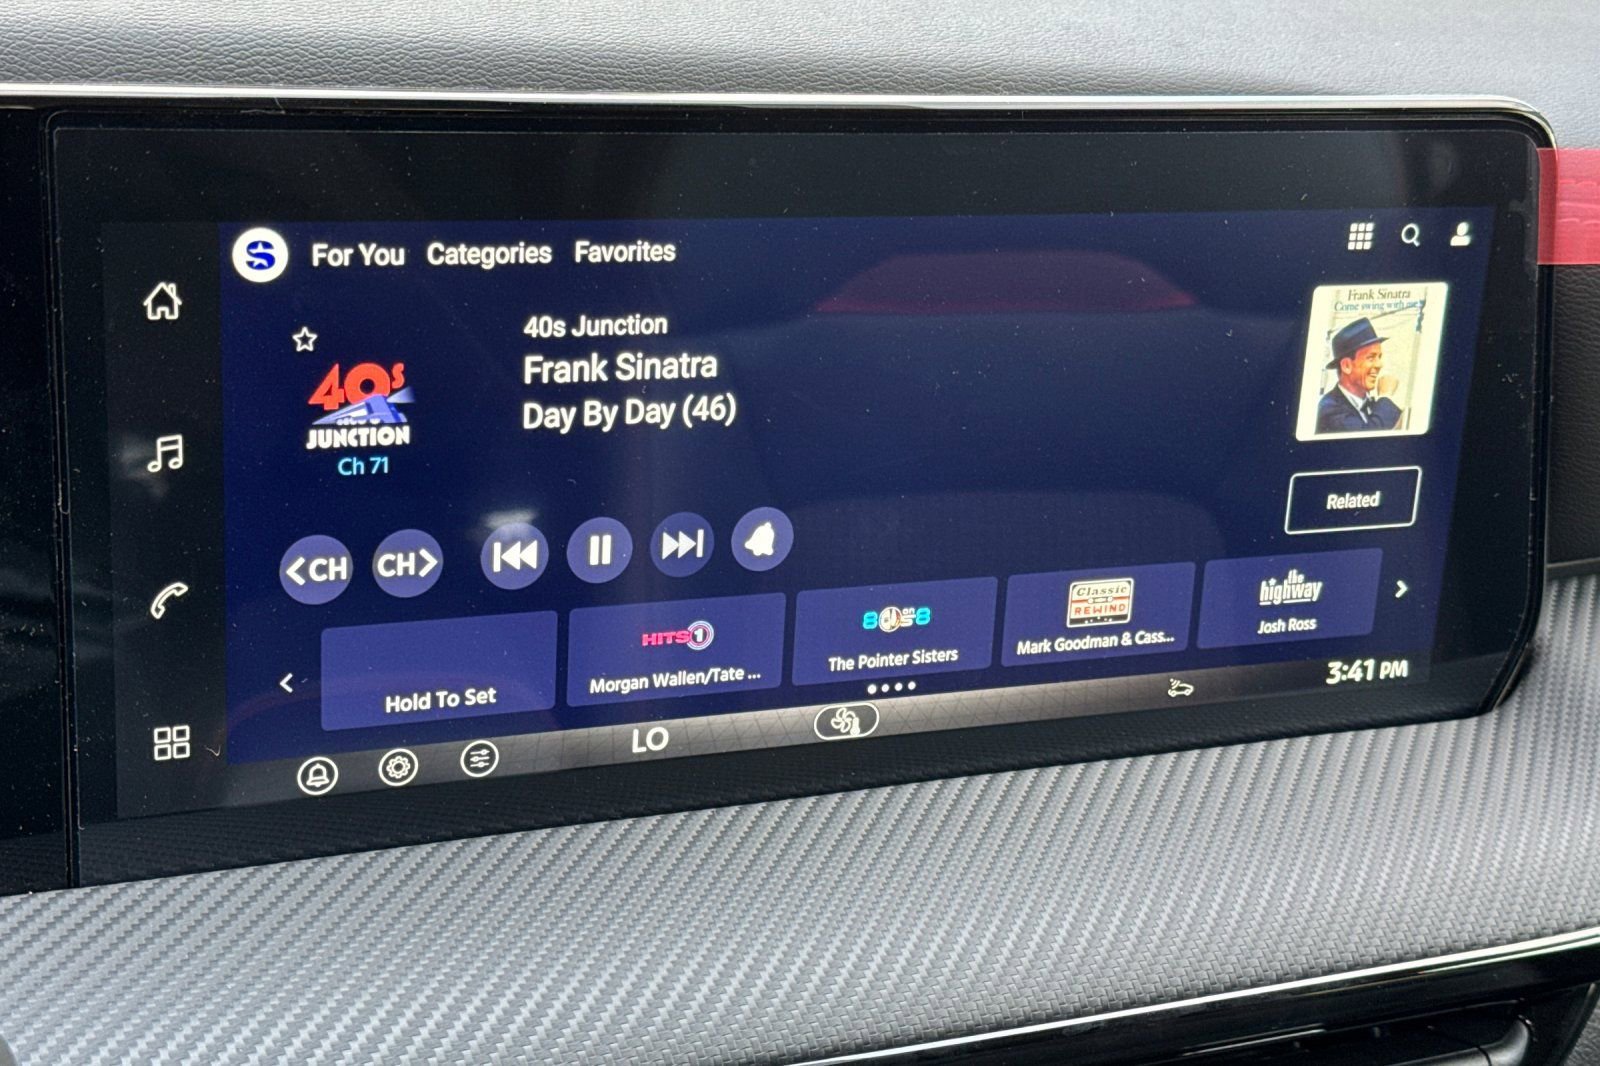 S
For You Categories Favorites
40s Junction
Frank Sinatra
Day By Day (46)
40s
JUNCTION
Ch 71
Frank Sinatra
Come swing with me!
Related
<CH CH>
Hold To Set
HITS 1
Morgan Wallen/Tate ...
80s on 8
The Pointer Sisters
Classic
REWIND
Mark Goodman & Cass...
the
highway
Josh Ross
LO
3:41 PM